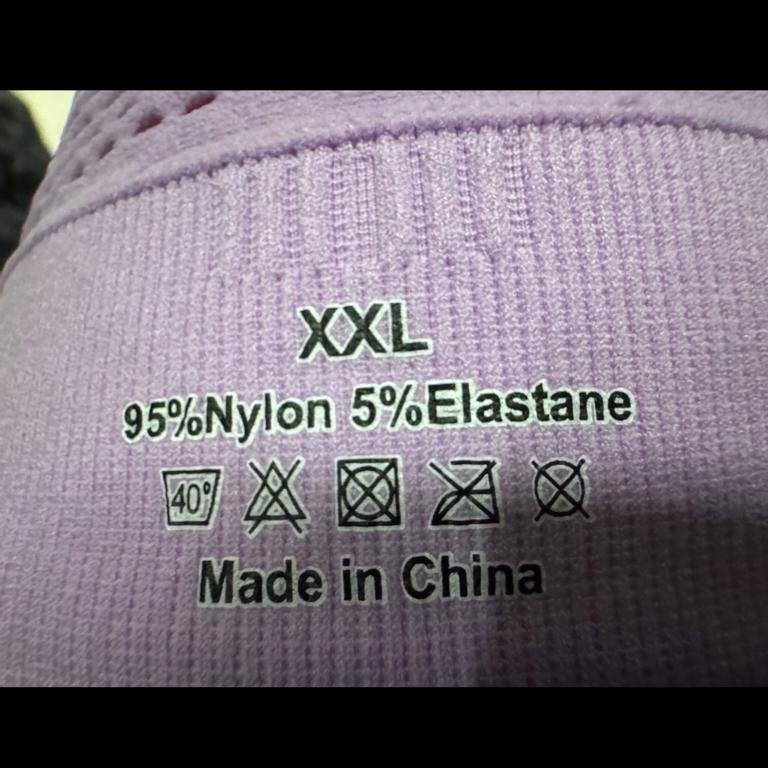 XXL
95%Nylon 5%Elastane
40°
Made in China